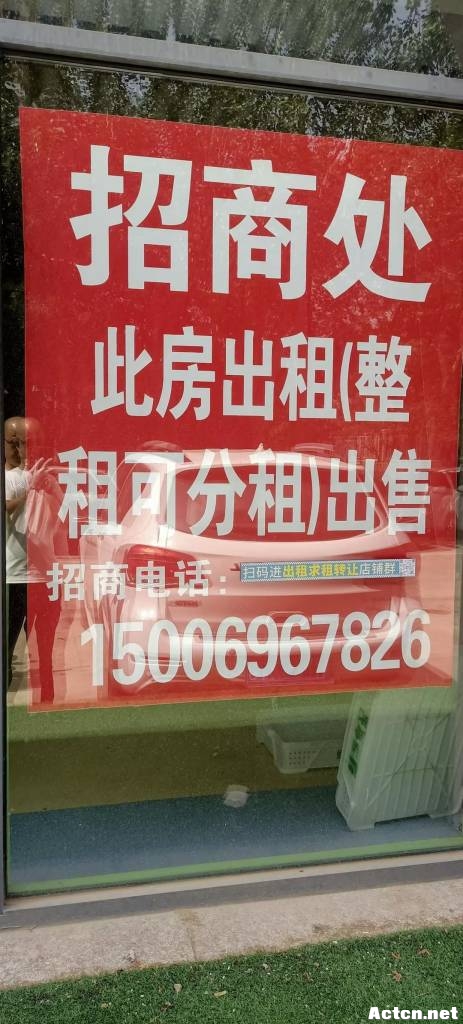 招商处
此房出租(整
租可分租)出售
招商电话：
扫码进出租求租转让店铺群
15006967826
Actcn.net